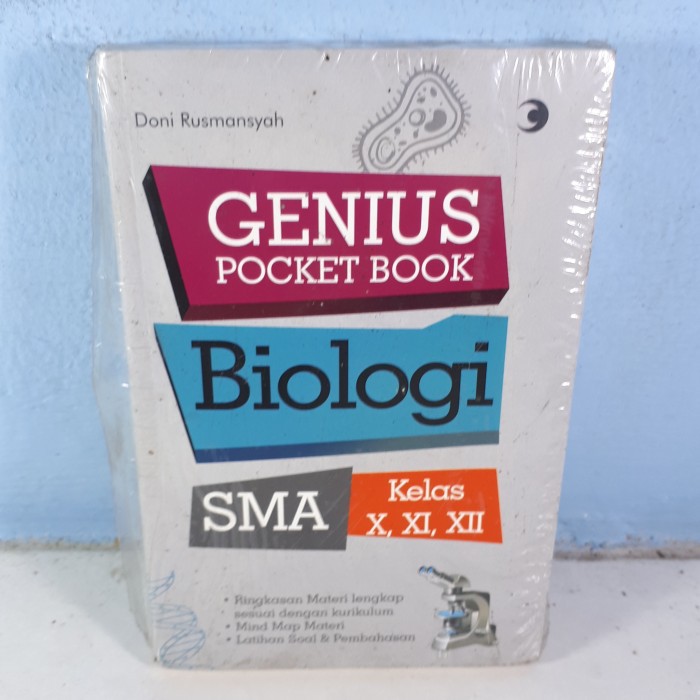 Doni Rusmansyah
GENIUS
POCKET BOOK
Biologi
SMA
Kelas
X, XI, XII
• Ringkasan Materi lengkap
sesuai dengan kurikulum
• Mind Map Materi
• Latihan Soal & Pembahasan